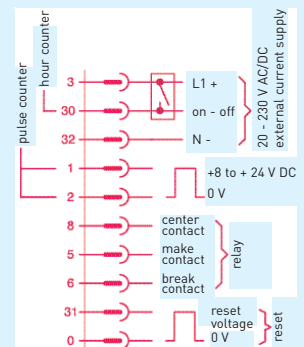 pulse counter
hour counter
3
L1 +
30
on - off
32
N -
20 - 230 V AC/DC
external current supply
1
+8 to + 24 V DC
2
0 V
8
center
contact
5
make
contact
6
break
contact
relay
31
reset
voltage
0
0 V
reset